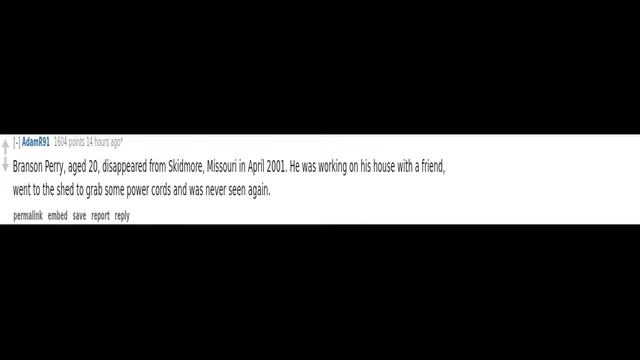 [-] AdamR91 1604 points 14 hours ago*
Branson Perry, aged 20, disappeared from Skidmore, Missouri in April 2001. He was working on his house with a friend,
went to the shed to grab some power cords and was never seen again.
permalink embed save report reply